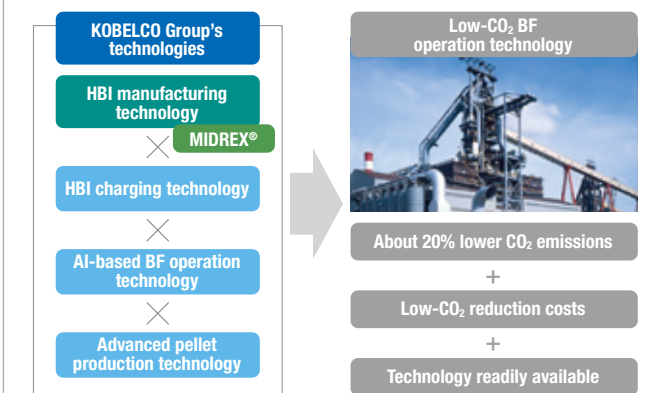 KOBELCO Group's
technologies
HBI manufacturing
technology
MIDREX®
×
HBI charging technology
×
AI-based BF operation
technology
×
Advanced pellet
production technology
Low-CO₂ BF
operation technology
About 20% lower CO₂ emissions
+
Low-CO₂ reduction costs
+
Technology readily available